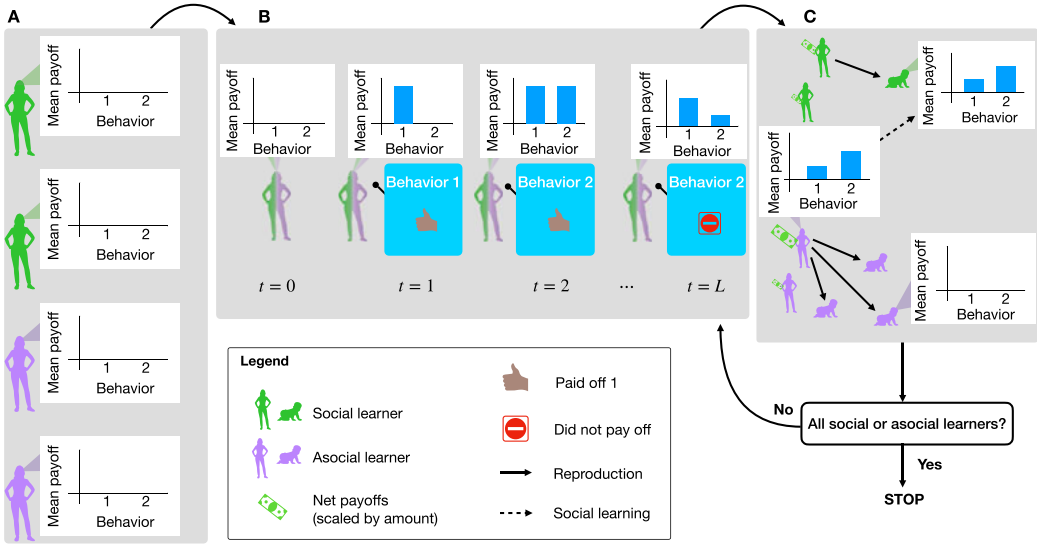 A
Mean payoff
1 2
Behavior
Mean payoff
1 2
Behavior
Mean payoff
1 2
Behavior
Mean payoff
1 2
Behavior
B
Mean payoff
1 2
Behavior
Mean payoff
1 2
Behavior
Mean payoff
1 2
Behavior
Mean payoff
1 2
Behavior
Behavior 1
Behavior 2
Behavior 2
t = 0
t = 1
t = 2
...
t = L
C
Mean payoff
1 2
Behavior
Mean payoff
1 2
Behavior
Mean payoff
1 2
Behavior
All social or asocial learners?
No
Yes
STOP
Legend
Social learner
Asocial learner
Net payoffs
(scaled by amount)
Paid off 1
Did not pay off
Reproduction
Social learning